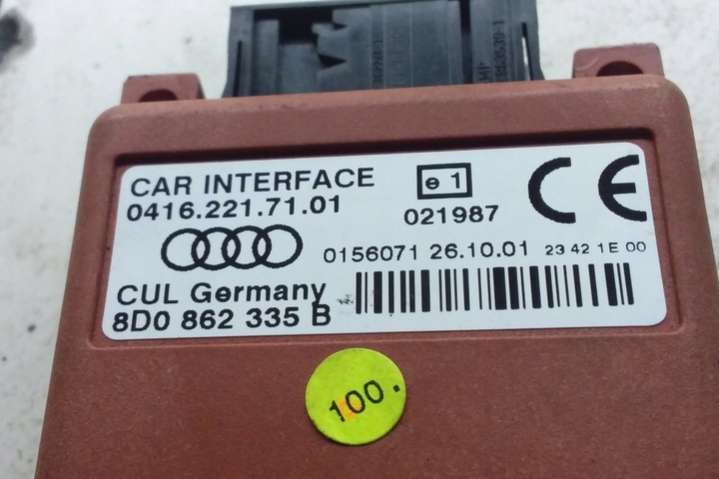 CAR INTERFACE
0416.221.71.01
e 1
021987
CE
0156071 26.10.01 23 42 1E 00
CUL Germany
8D0 862 335 B
100.